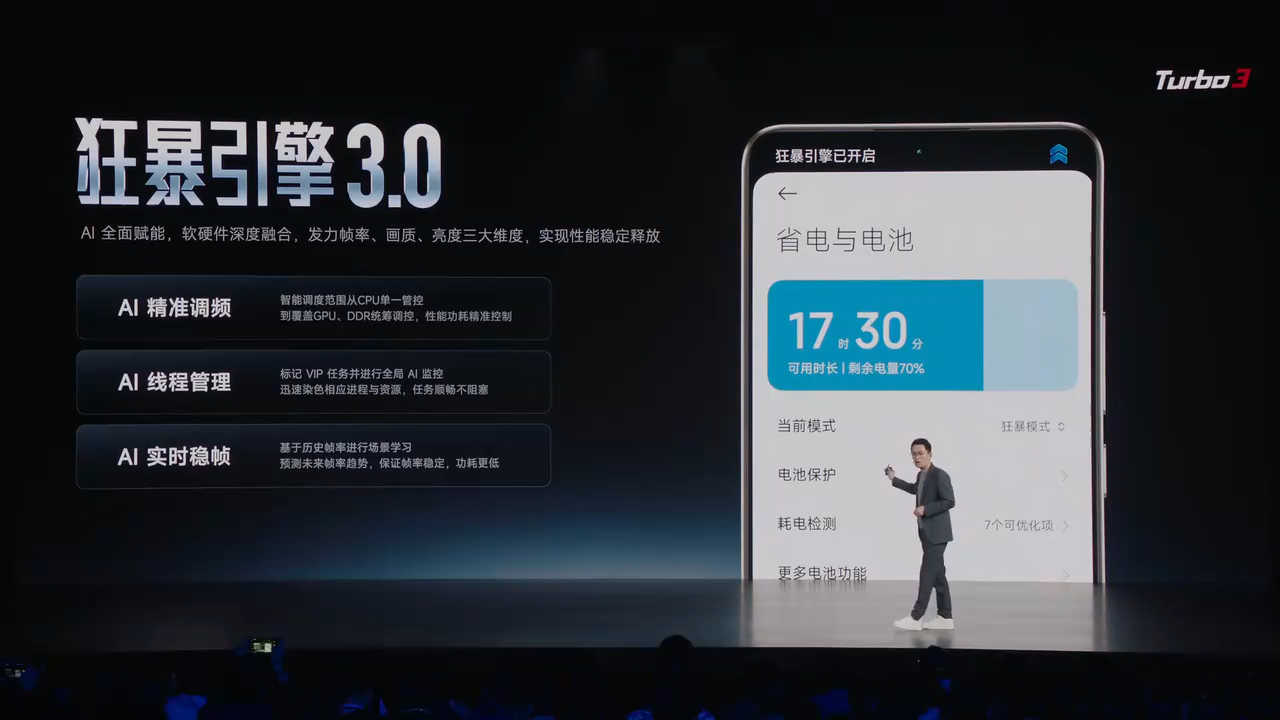 Turbo 3
狂暴引擎 3.0
AI 全面赋能，软硬件深度融合，发力帧率、画质、亮度三大维度，实现性能稳定释放
AI 精准调频
智能调度范围从CPU单一管控
到覆盖GPU、DDR统筹调控，性能功耗精准控制
AI 线程管理
标记 VIP 任务并进行全局 AI 监控
迅速染色相应进程与资源，任务顺畅不阻塞
AI 实时稳帧
基于历史帧率进行场景学习
预测未来帧率趋势，保证帧率稳定，功耗更低
狂暴引擎已开启
省电与电池
17 时 30 分
可用时长 | 剩余电量70%
当前模式 狂暴模式
电池保护
耗电检测 7个可优化项
更多电池功能